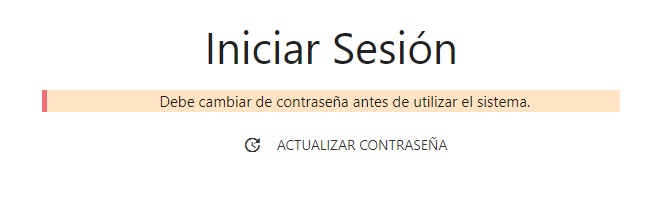 Iniciar Sesión
Debe cambiar de contraseña antes de utilizar el sistema.
ACTUALIZAR CONTRASEÑA